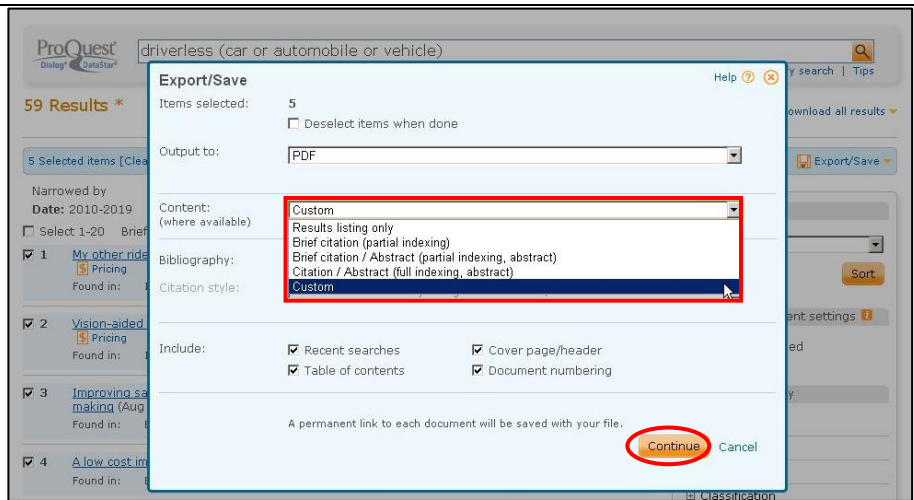 ProQuest
Dialog* DataStar*
driverless (car or automobile or vehicle)
y search | Tips
59 Results *
ownload all results
5 Selected items [Clea
Export/Save
Narrowed by
Date: 2010-2019
Select 1-20 Brief
1 My other ride
$ Pricing
Found in:
2 Vision-aided
$ Pricing
Found in:
3 Improving sa
making (Aug
Found in:
4 A low cost im
Found in:
Sort
ent settings
ed
y
Classification
Export/Save
Help ?
Items selected: 5
Deselect items when done
Output to: PDF
Content: Custom
(where available)
Results listing only
Brief citation (partial indexing)
Brief citation / Abstract (partial indexing, abstract)
Citation / Abstract (full indexing, abstract)
Custom
Bibliography:
Citation style:
Include:
Recent searches Cover page/header
Table of contents Document numbering
A permanent link to each document will be saved with your file.
Continue Cancel